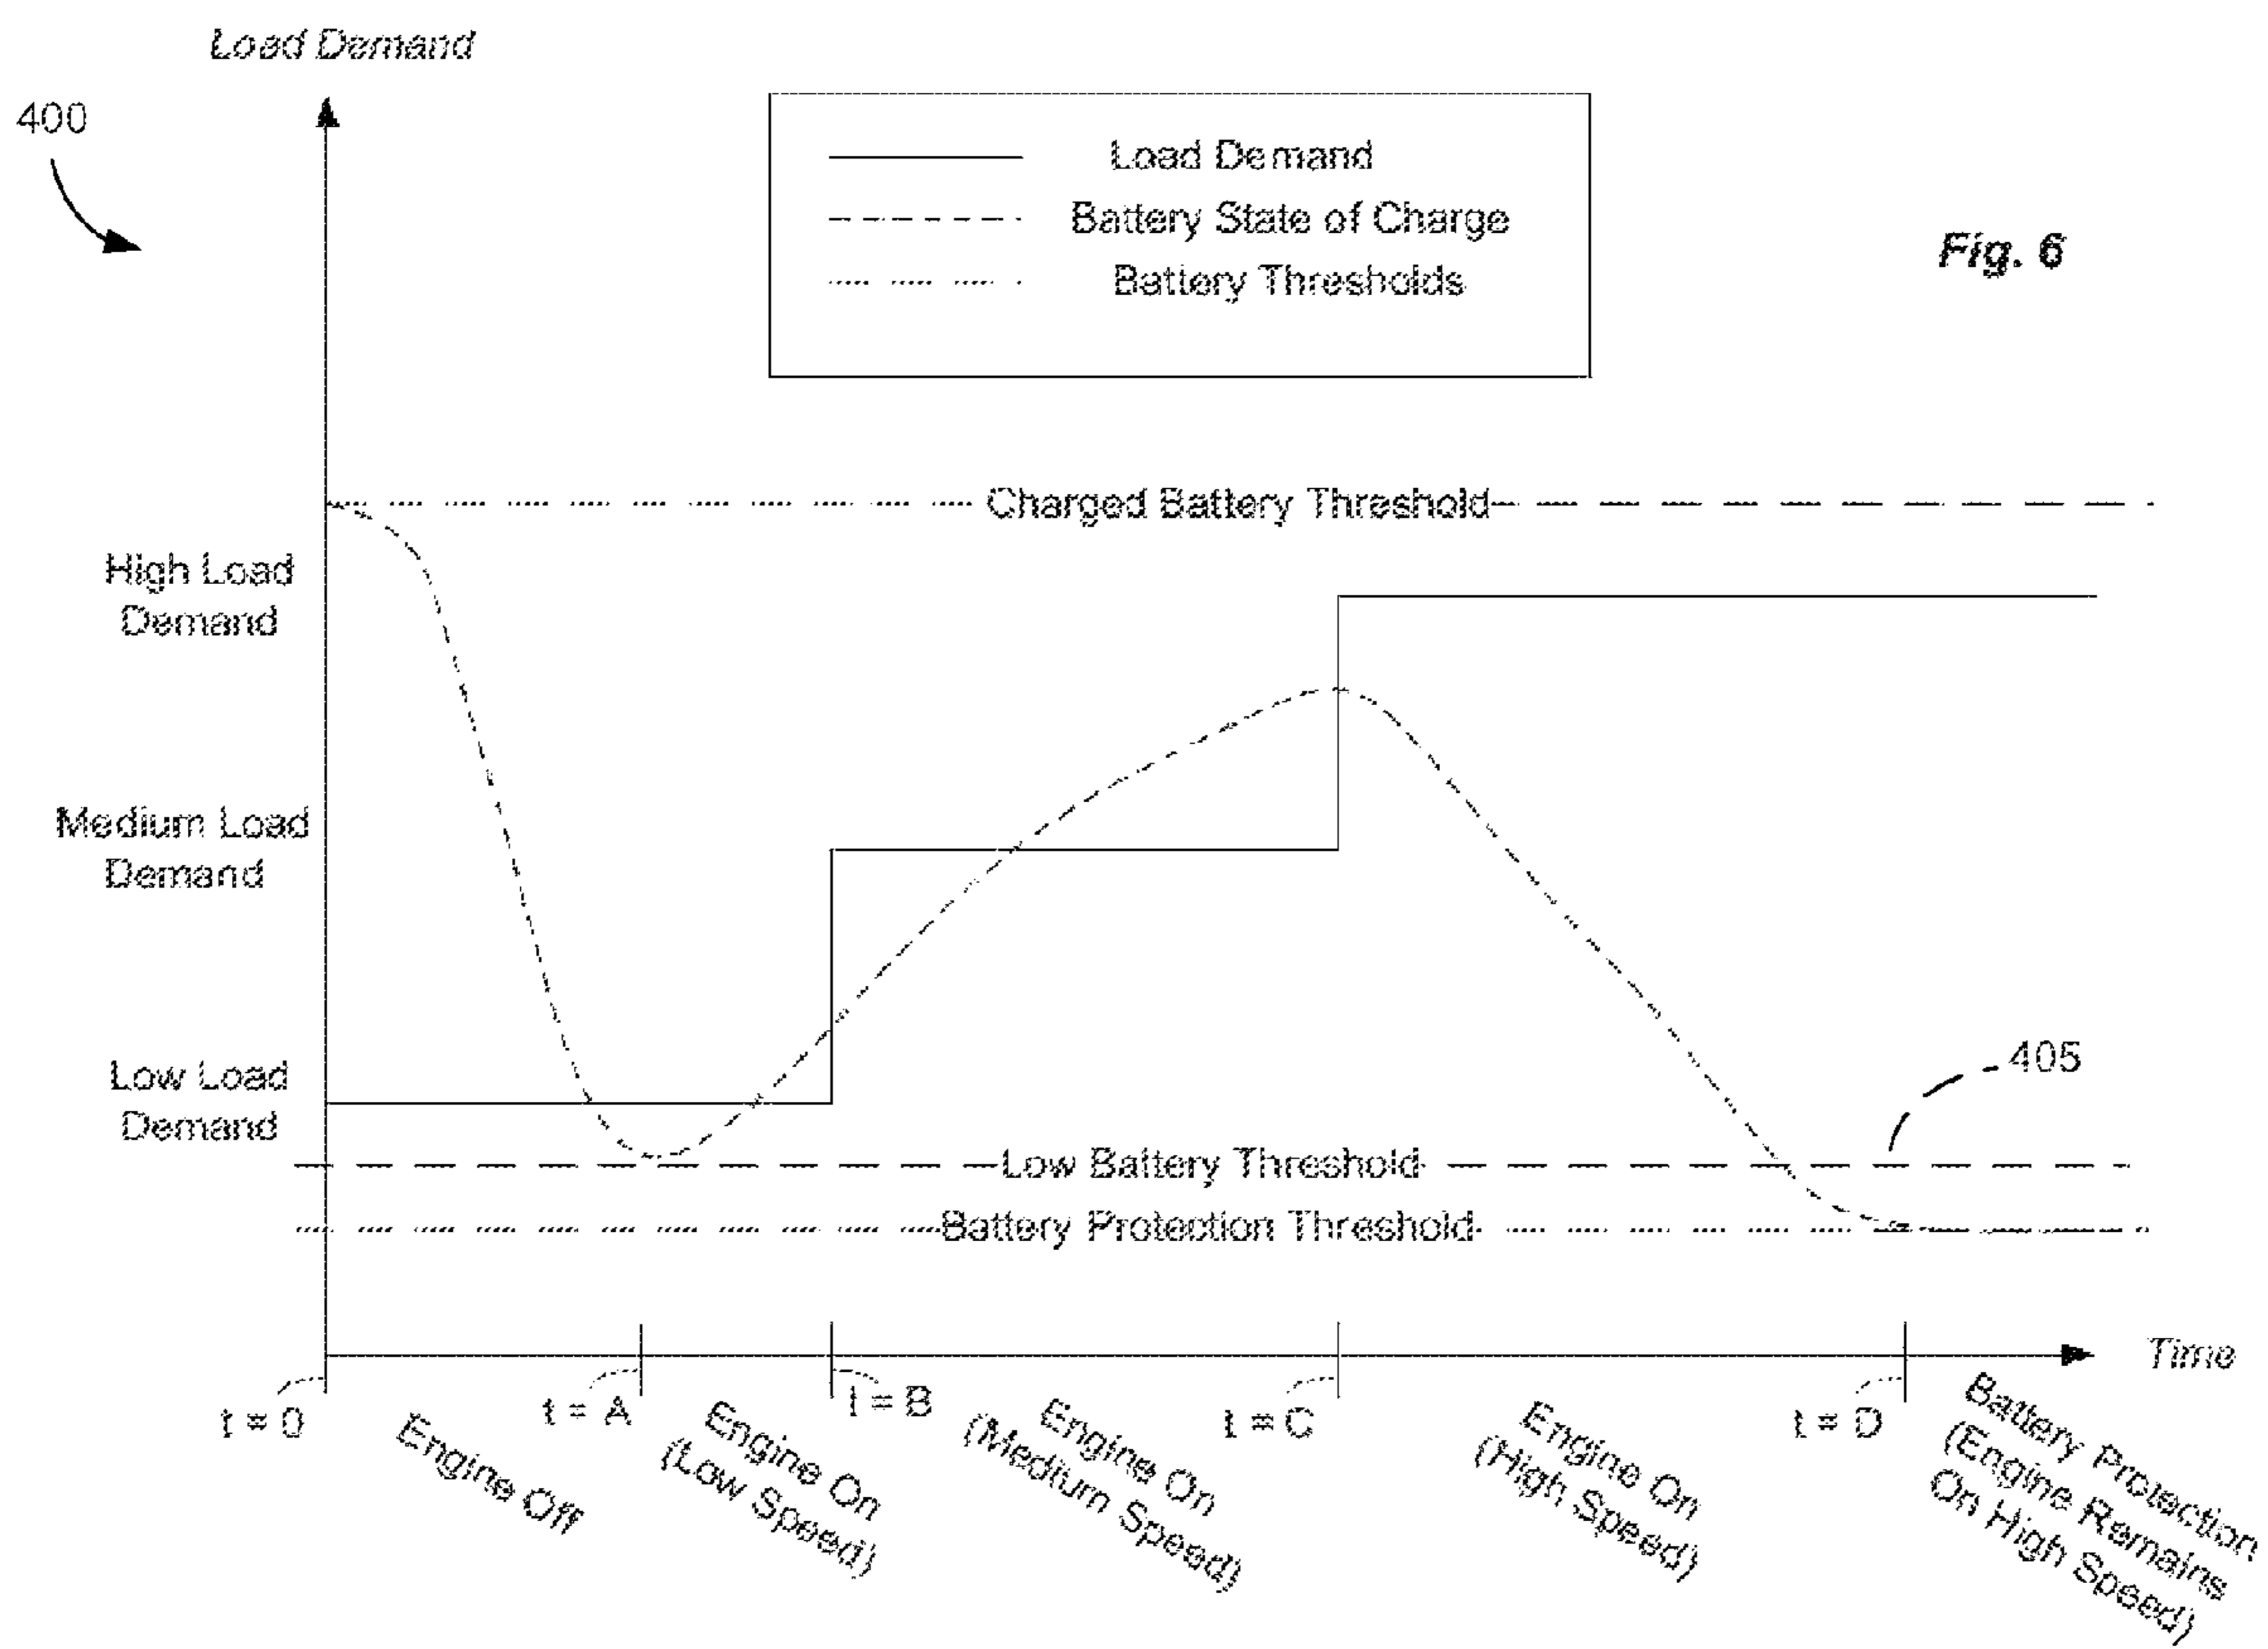 Load Demand
400
Load Demand
Battery State of Charge
Battery Thresholds
Fig. 6
Charged Battery Threshold
High Load
Demand
Medium Load
Demand
Low Load
Demand
405
Low Battery Threshold
Battery Protection Threshold
Time
t = 0
t = A
t = B
t = C
t = D
Engine Off
Engine On
(Low Speed)
Engine On
(Medium Speed)
Engine On
(High Speed)
Battery Protection
(Engine Remains
On High Speed)